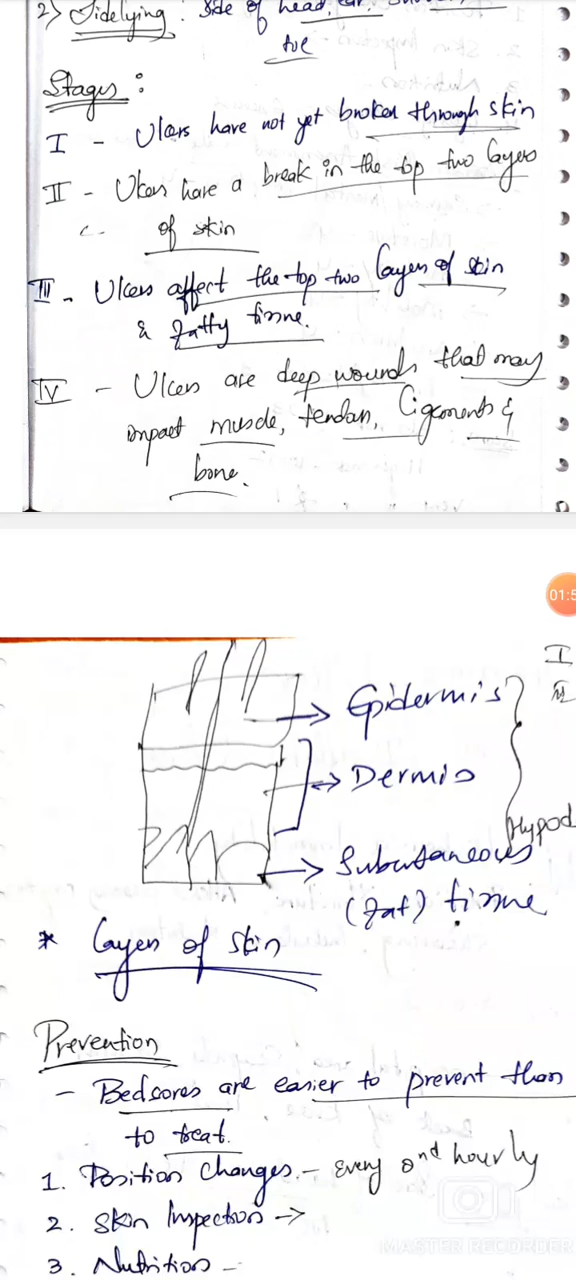 2) Sidelying : Side of head, ear,
toe
Stages :
I - Ulcers have not yet broken through skin
II - Ulcers have a break in the top two layers
of skin
III - Ulcers affect the top two layers of skin
& fatty tissue.
IV - Ulcers are deep wounds that may
impact muscle, tendon, ligaments &
bone.
01:5
I
II
Epidermis
Dermis
Hypod
Subcutaneous
(fat) tissue
* layers of skin
Prevention
- Bedsores are easier to prevent than
to treat.
1. Position changes. - Every 2nd hourly
2. Skin Inspection →
3. Nutrition -
MASTER RECORDER